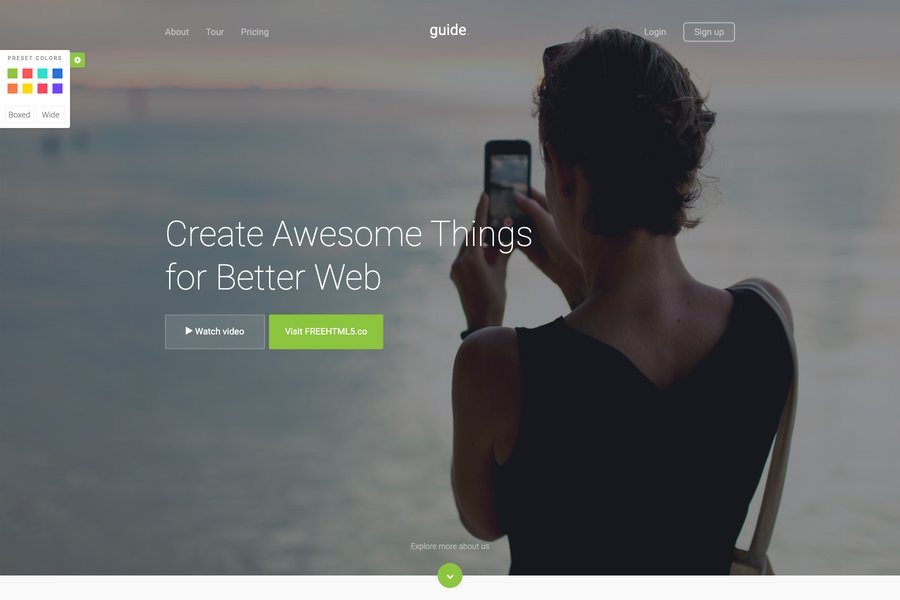 About Tour Pricing
guide.
Login Sign up
PRESET COLORS
Boxed Wide
Create Awesome Things
for Better Web
Watch video Visit FREEHTML5.co
Explore more about us